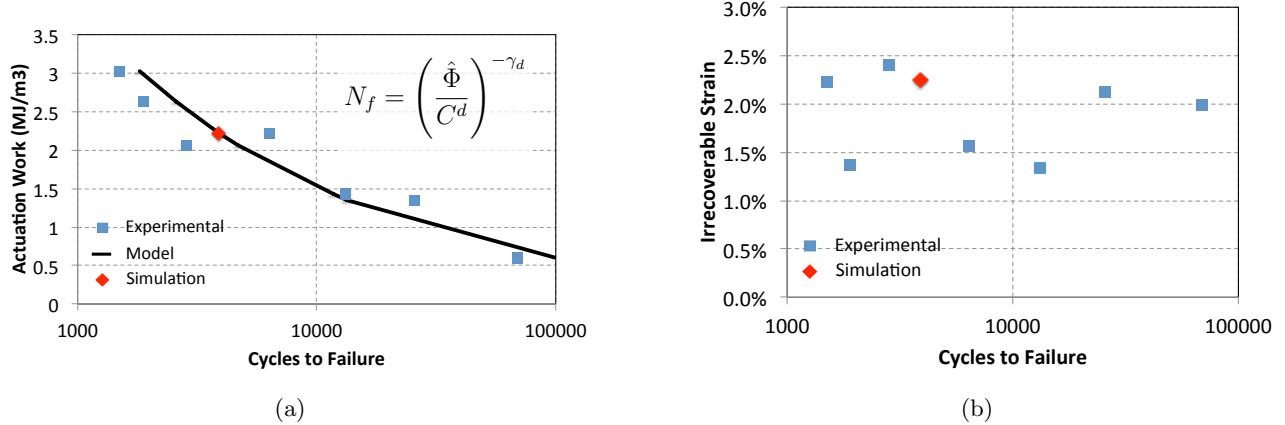 3.5
3
2.5
2
1.5
1
0.5
0
1000 10000 100000
Actuation Work (MJ/m3)
Cycles to Failure
N_f = (Φ̂ / C^d)^{-γ_d}
Experimental
Model
Simulation
(a)
3.0%
2.5%
2.0%
1.5%
1.0%
0.5%
0.0%
1000 10000 100000
Irrecoverable Strain
Cycles to Failure
Experimental
Simulation
(b)